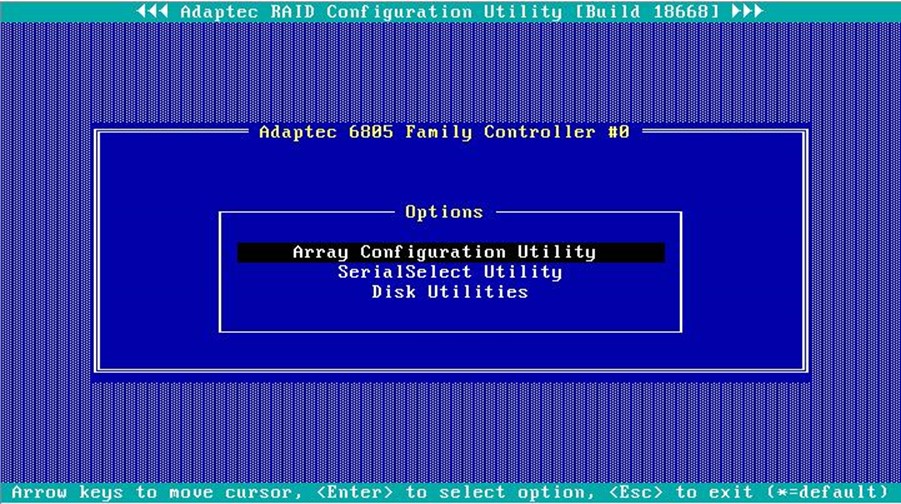 ◄◄◄ Adaptec RAID Configuration Utility [Build 18668] ►►►
Adaptec 6805 Family Controller #0
Options
Array Configuration Utility
SerialSelect Utility
Disk Utilities
Arrow keys to move cursor, <Enter> to select option, <Esc> to exit (*=default)